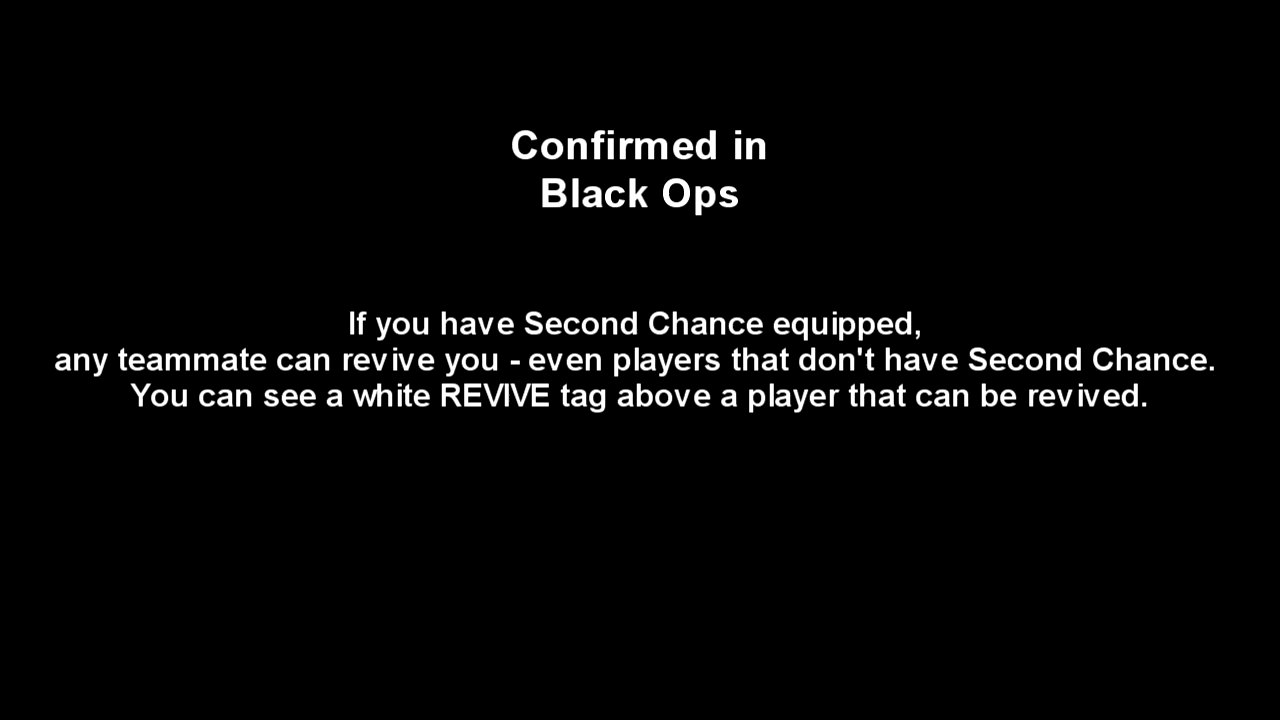 Confirmed in
Black Ops
If you have Second Chance equipped,
any teammate can revive you - even players that don't have Second Chance.
You can see a white REVIVE tag above a player that can be revived.